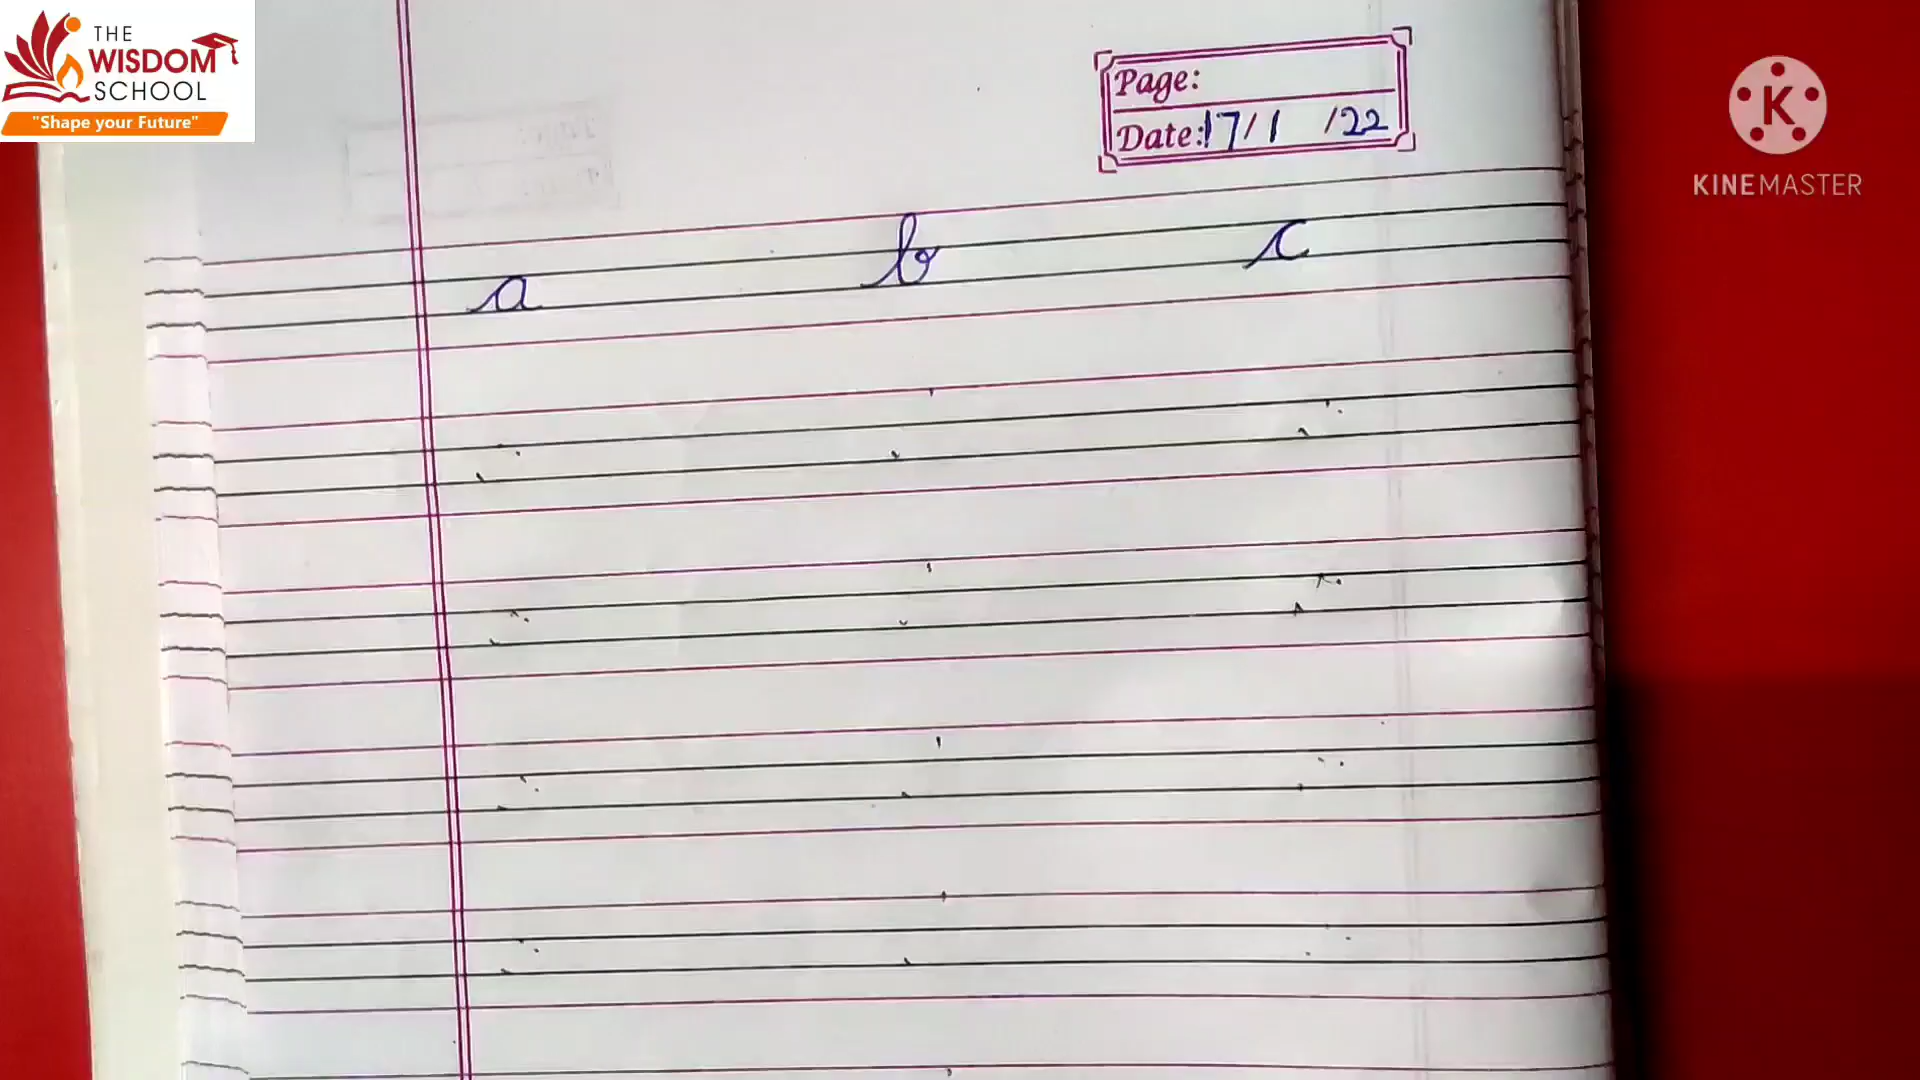 THE
WISDOM
SCHOOL
"Shape your Future"
Page:
Date: 17/1/22
K
KINEMASTER
a b c